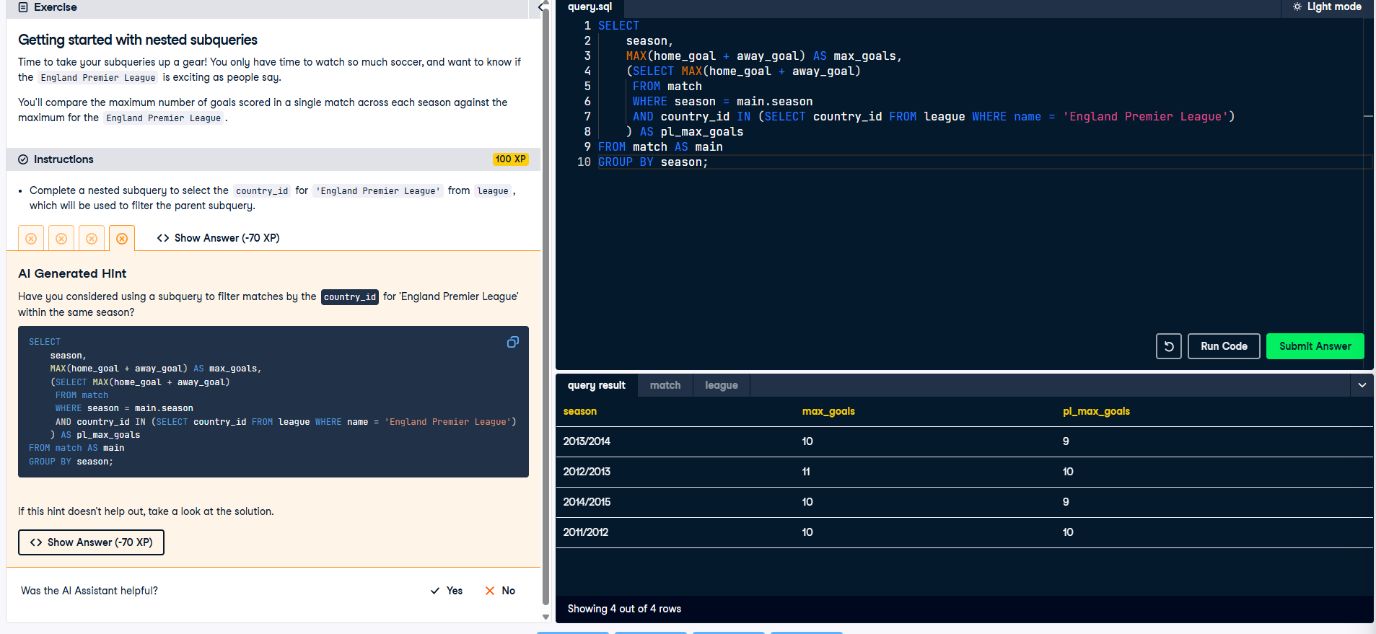 Exercise
Getting started with nested subqueries
Time to take your subqueries up a gear! You only have time to watch so much soccer, and want to know if
the England Premier League is exciting as people say.
You'll compare the maximum number of goals scored in a single match across each season against the
maximum for the England Premier League .
Instructions
100 XP
• Complete a nested subquery to select the country_id for 'England Premier League' from league ,
which will be used to filter the parent subquery.
<> Show Answer (-70 XP)
AI Generated Hint
Have you considered using a subquery to filter matches by the country_id for 'England Premier League'
within the same season?
SELECT
season,
MAX(home_goal + away_goal) AS max_goals,
(SELECT MAX(home_goal + away_goal)
FROM match
WHERE season = main.season
AND country_id IN (SELECT country_id FROM league WHERE name = 'England Premier League')
) AS pl_max_goals
FROM match AS main
GROUP BY season;
If this hint doesn't help out, take a look at the solution.
<> Show Answer (-70 XP)
Was the AI Assistant helpful?
Yes
No
query.sql
Light mode
1 SELECT
2 season,
3 MAX(home_goal + away_goal) AS max_goals,
4 (SELECT MAX(home_goal + away_goal)
5 FROM match
6 WHERE season = main.season
7 AND country_id IN (SELECT country_id FROM league WHERE name = 'England Premier League')
8 ) AS pl_max_goals
9 FROM match AS main
10 GROUP BY season;
Run Code
Submit Answer
query result match league
season max_goals pl_max_goals
2013/2014 10 9
2012/2013 11 10
2014/2015 10 9
2011/2012 10 10
Showing 4 out of 4 rows